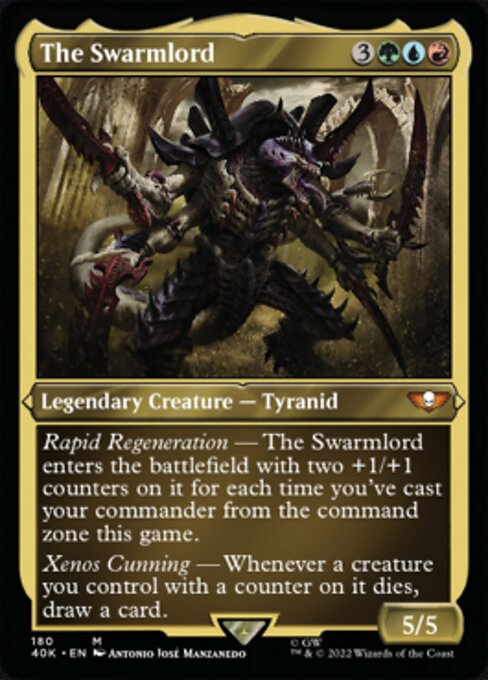 The Swarmlord 3
Legendary Creature — Tyranid
Rapid Regeneration — The Swarmlord
enters the battlefield with two +1/+1
counters on it for each time you've cast
your commander from the command
zone this game.
Xenos Cunning — Whenever a creature
you control with a counter on it dies,
draw a card.
5/5
180 M
40K • EN Antonio José Manzanedo
© GW
™ & © 2022 Wizards of the Coast